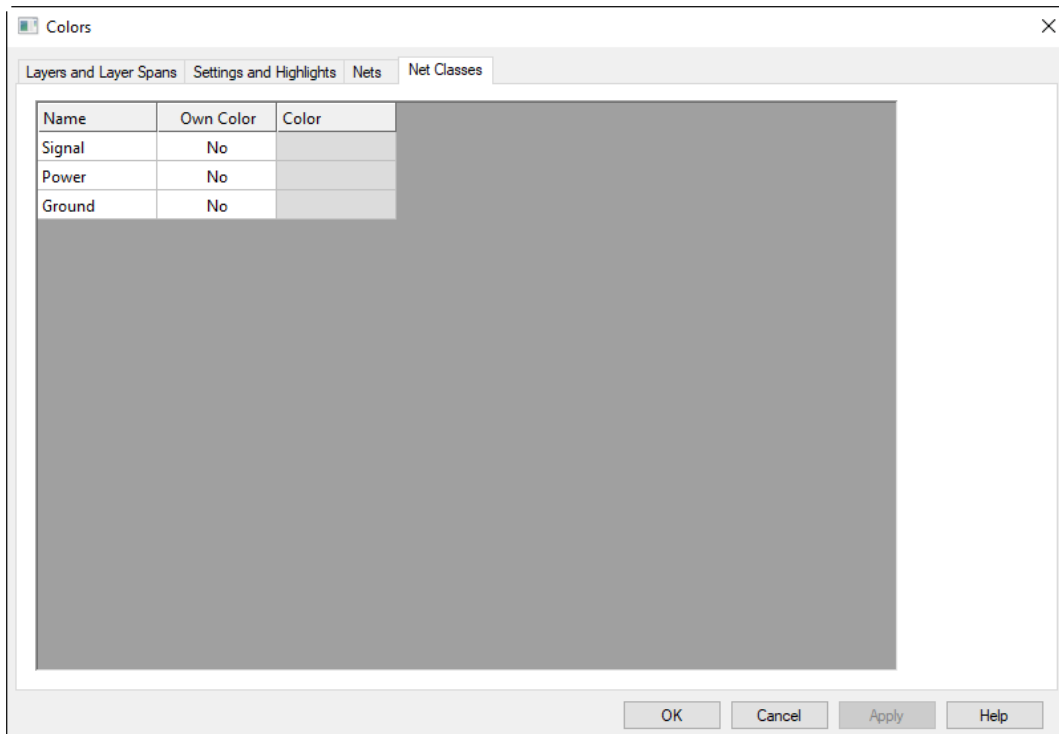 Colors
Layers and Layer Spans Settings and Highlights Nets Net Classes
Name Own Color Color
Signal No
Power No
Ground No
OK Cancel Apply Help